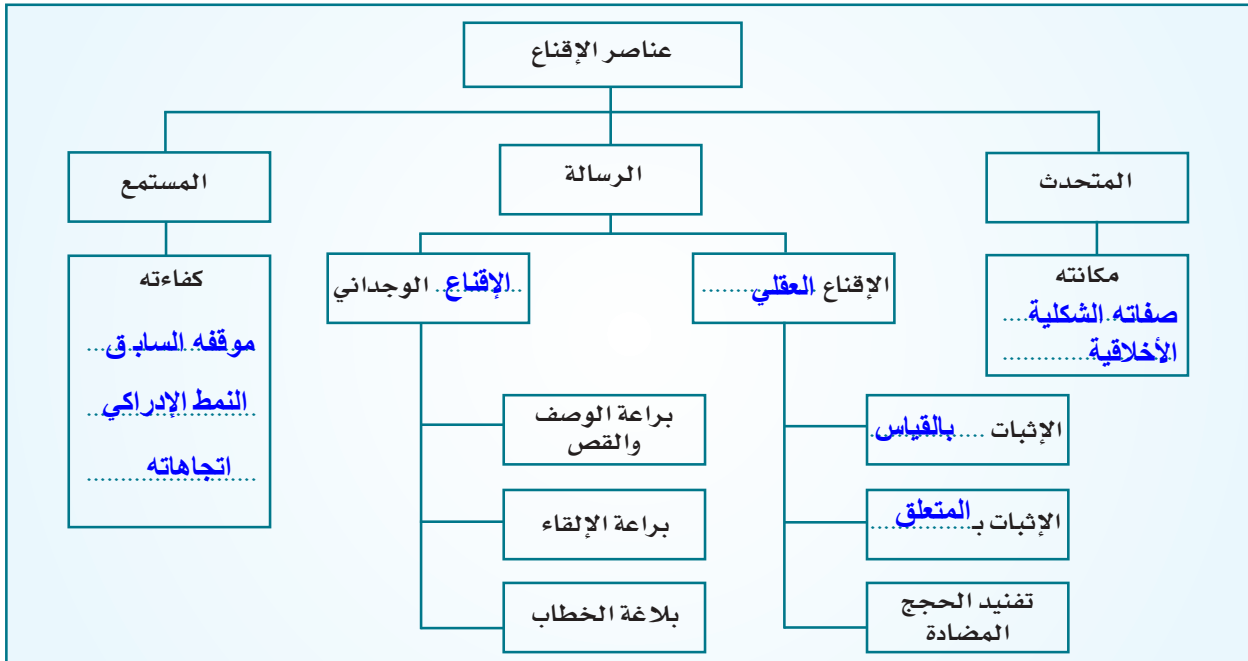 عناصر الإقناع
المتحدث
الرسالة
المستمع
مكانته
صفاته الشكلية
الأخلاقية
الإقناع العقلي
الإقناع الوجداني
كفاءته
موقفه السابق
النمط الإدراكي
اتجاهاته
الإثبات بالقياس
الإثبات بـ المتعلق
تفنيد الحجج
المضادة
براعة الوصف
والقص
براعة الإلقاء
بلاغة الخطاب